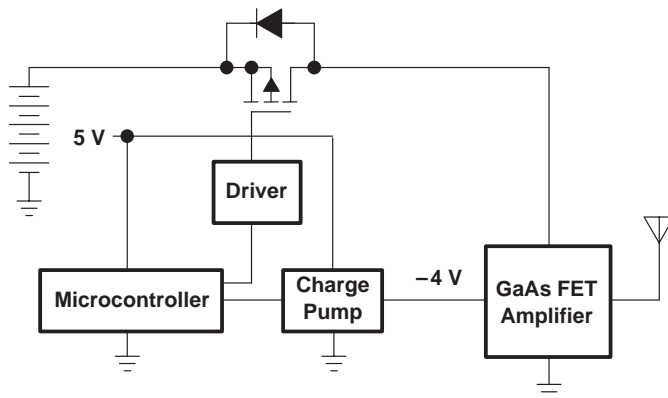 5 V
Driver
Microcontroller
Charge
Pump
–4 V
GaAs FET
Amplifier